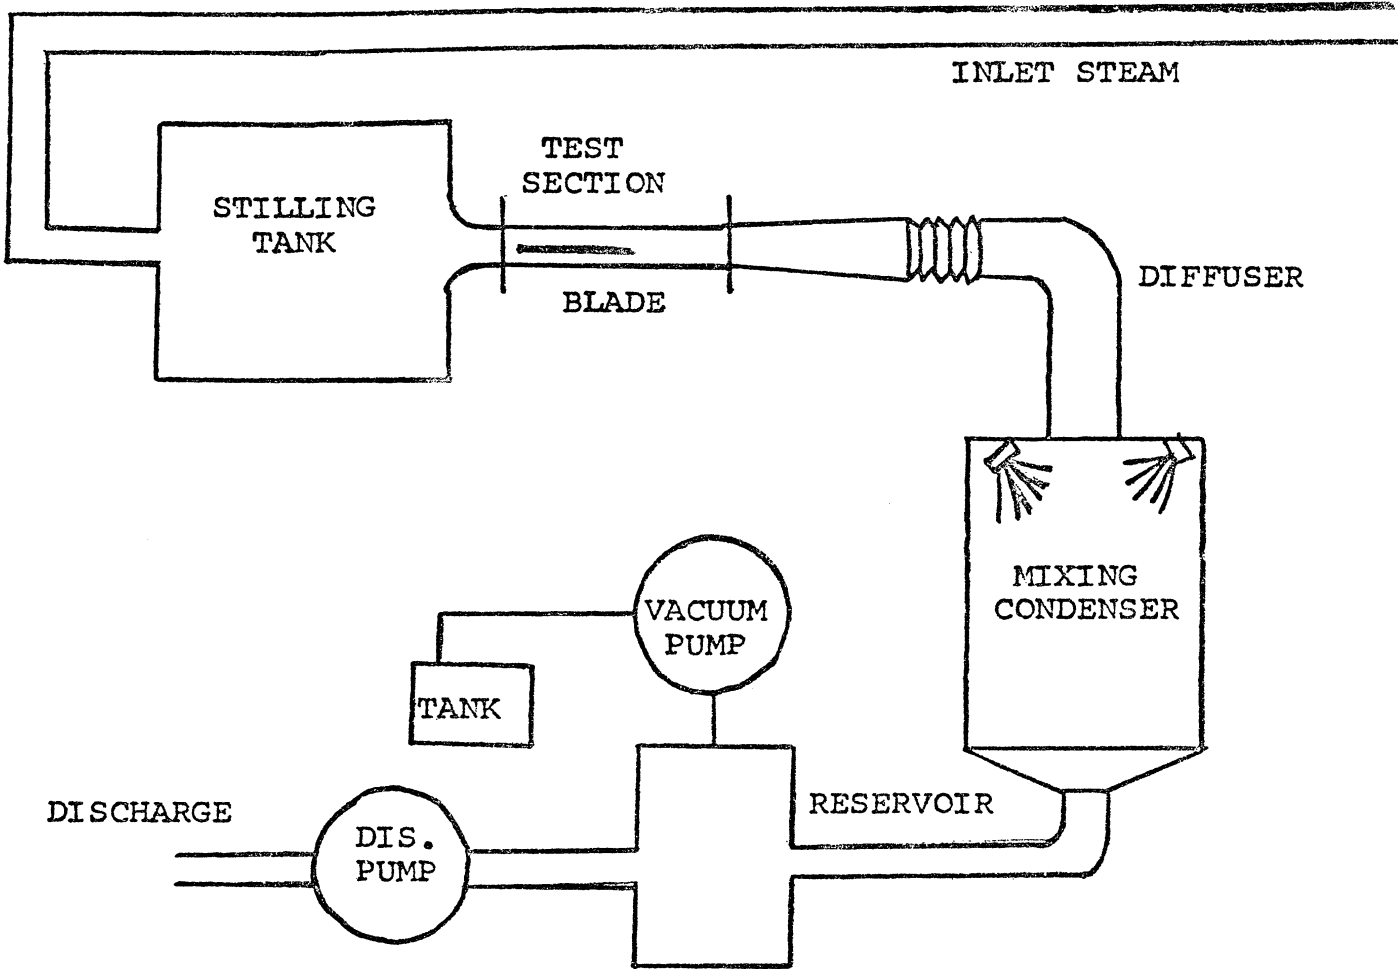 INLET STEAM
TEST
SECTION
STILLING
TANK
BLADE
DIFFUSER
MIXING
CONDENSER
VACUUM
PUMP
TANK
RESERVOIR
DISCHARGE
DIS.
PUMP